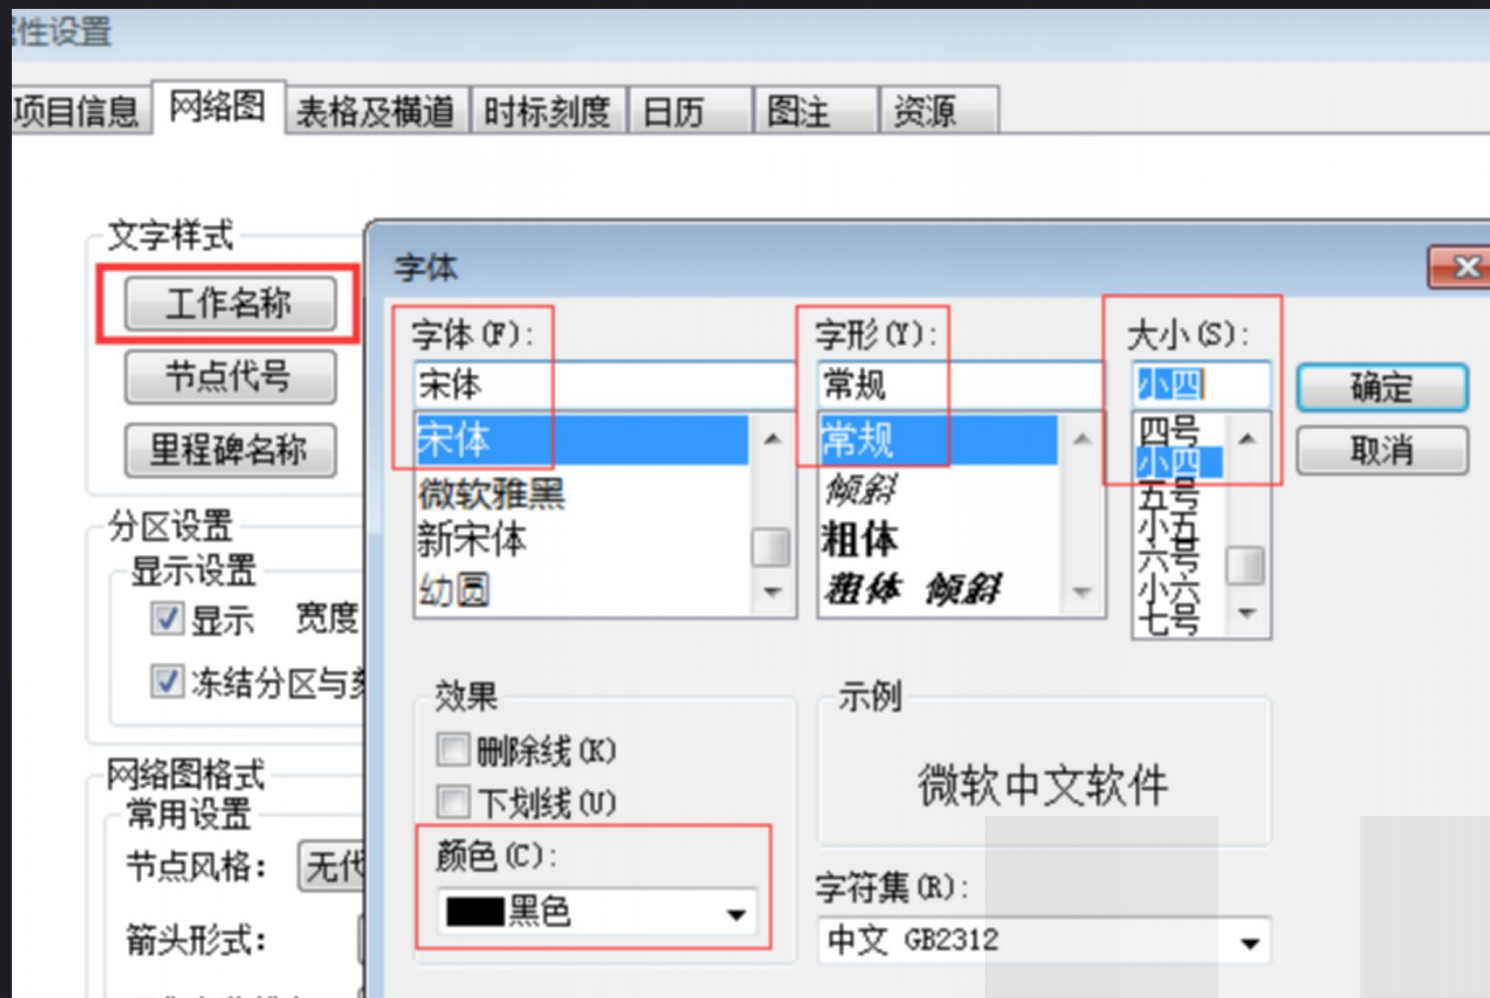 性设置
项目信息 网络图 表格及横道 时标刻度 日历 图注 资源
文字样式
工作名称
节点代号
里程碑名称
分区设置
显示设置
显示 宽度
冻结分区与
网络图格式
常用设置
节点风格： 无代
箭头形式：
字体
字体(F): 字形(Y): 大小(S):
宋体 常规 小四 确定
宋体
微软雅黑
新宋体
幼圆
常规
倾斜
粗体
粗体 倾斜
四号
小四
五号
小五
六号
小六
七号
取消
效果
删除线(K)
下划线(U)
颜色(C):
黑色
示例
微软中文软件
字符集(R):
中文 GB2312